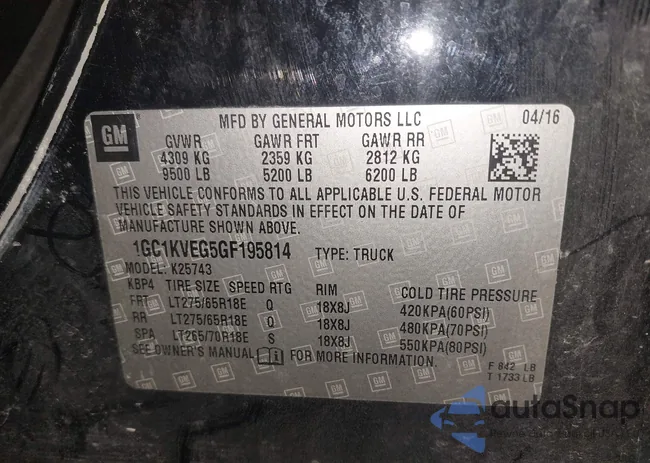 GM
MFD BY GENERAL MOTORS LLC
04/16
GVWR GAWR FRT GAWR RR
4309 KG 2359 KG 2812 KG
9500 LB 5200 LB 6200 LB
THIS VEHICLE CONFORMS TO ALL APPLICABLE U.S. FEDERAL MOTOR
VEHICLE SAFETY STANDARDS IN EFFECT ON THE DATE OF
MANUFACTURE SHOWN ABOVE.
1GC1KVEG5GF195814 TYPE: TRUCK
MODEL: K25743
KBP4 TIRE SIZE SPEED RTG RIM COLD TIRE PRESSURE
FRT LT275/65R18E Q 18X8J 420KPA(60PSI)
RR LT275/65R18E Q 18X8J 480KPA(70PSI)
SPA LT265/70R18E S 18X8J 550KPA(80PSI)
SEE OWNER'S MANUAL i FOR MORE INFORMATION.
F 842 LB
T 1733 LB
autoSnap